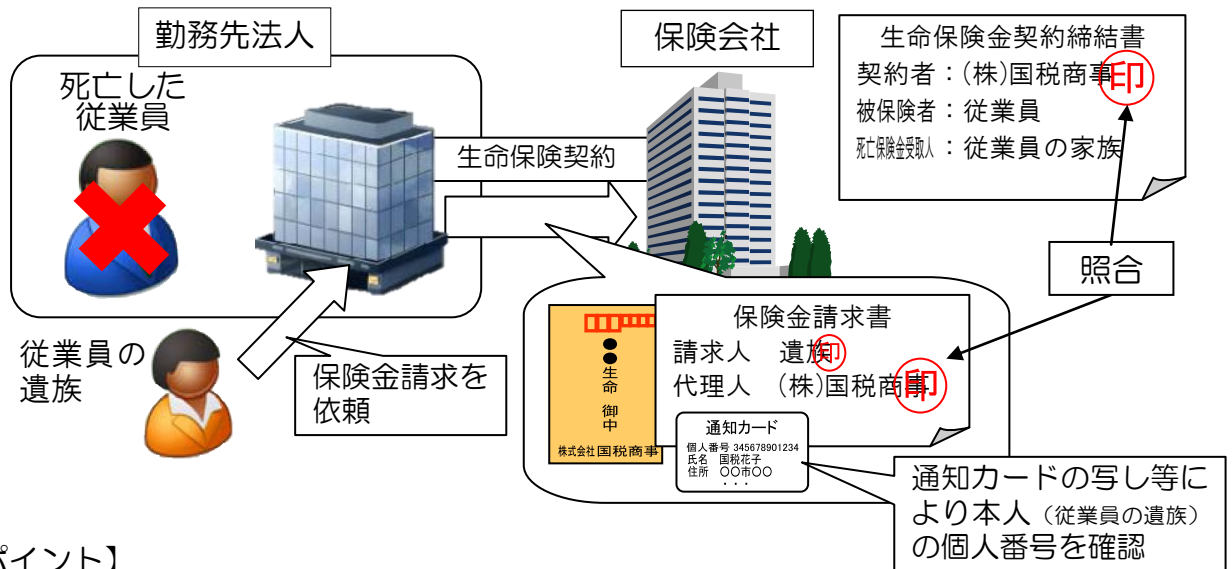 勤務先法人
死亡した
従業員
生命保険契約
保険会社
生命保険金契約締結書
契約者：(株)国税商事
印
被保険者：従業員
死亡保険金受取人：従業員の家族
照合
従業員の
遺族
保険金請求を
依頼
●●生命 御中
株式会社国税商事
保険金請求書
請求人 遺族
印
代理人 (株)国税商事
印
通知カード
個人番号 345678901234
氏名 国税花子
住所 〇〇市〇〇
・・・
通知カードの写し等に
より本人（従業員の遺族）
の個人番号を確認
ポイント】